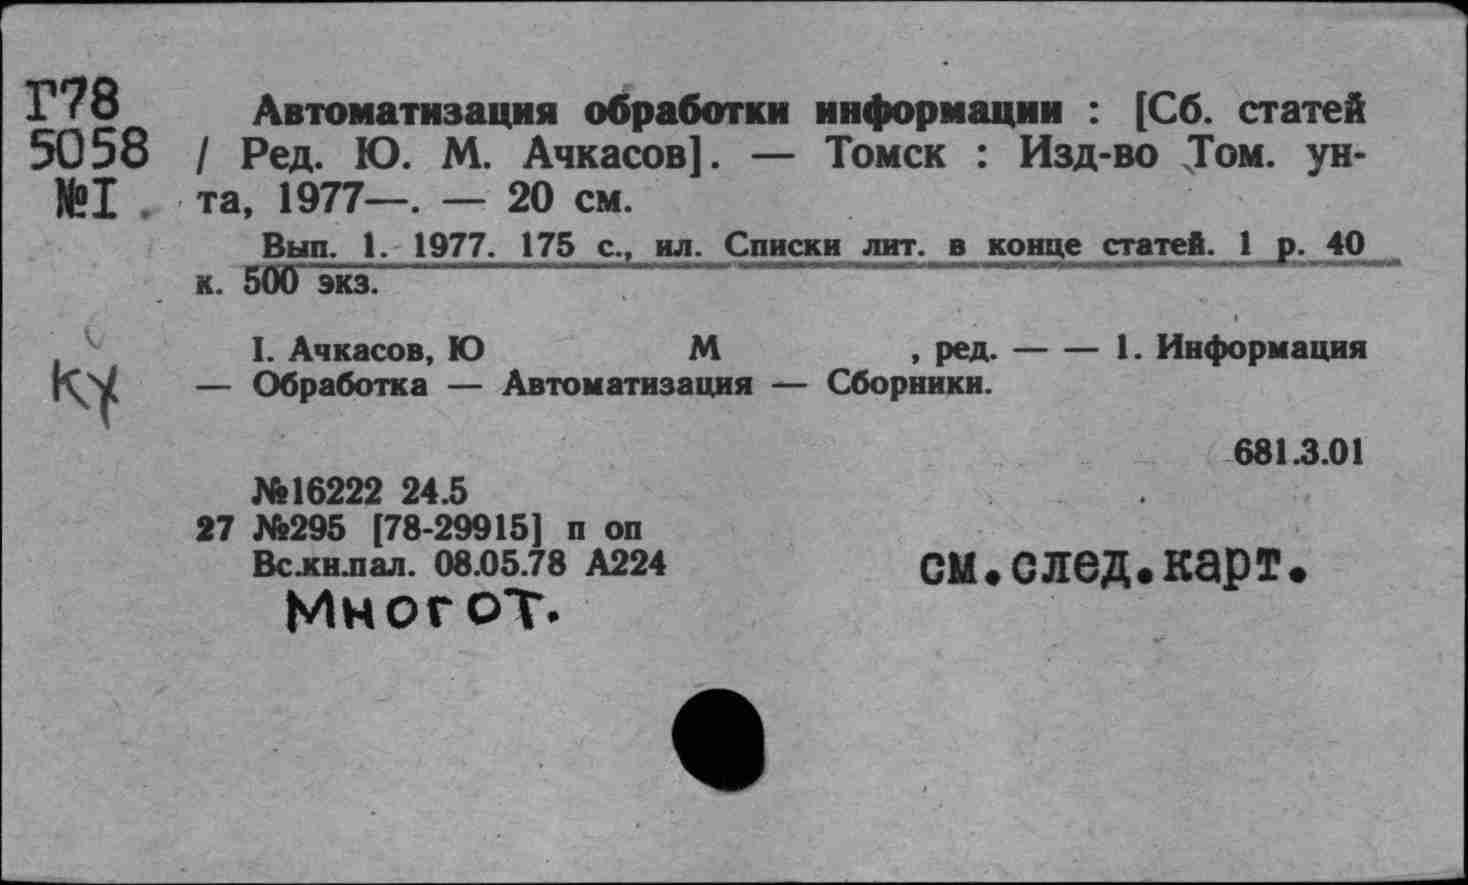 Г78
5058
№I
Автоматизация обработки информации : [Сб. статей
/ Ред. Ю. М. Ачкасов]. — Томск : Изд-во Том. ун-
та, 1977—. — 20 см.
Вып. 1. 1977. 175 с., ил. Списки лит. в конце статей. 1 р. 40
к. 500 экз.
I. Ачкасов, Ю М , ред. — — 1. Информация
— Обработка — Автоматизация — Сборники.
681.3.01
№16222 24.5
27 №295 [78-29915] п оп
Вс.кн.пал. 08.05.78 А224
см.след.карт.
Многот.